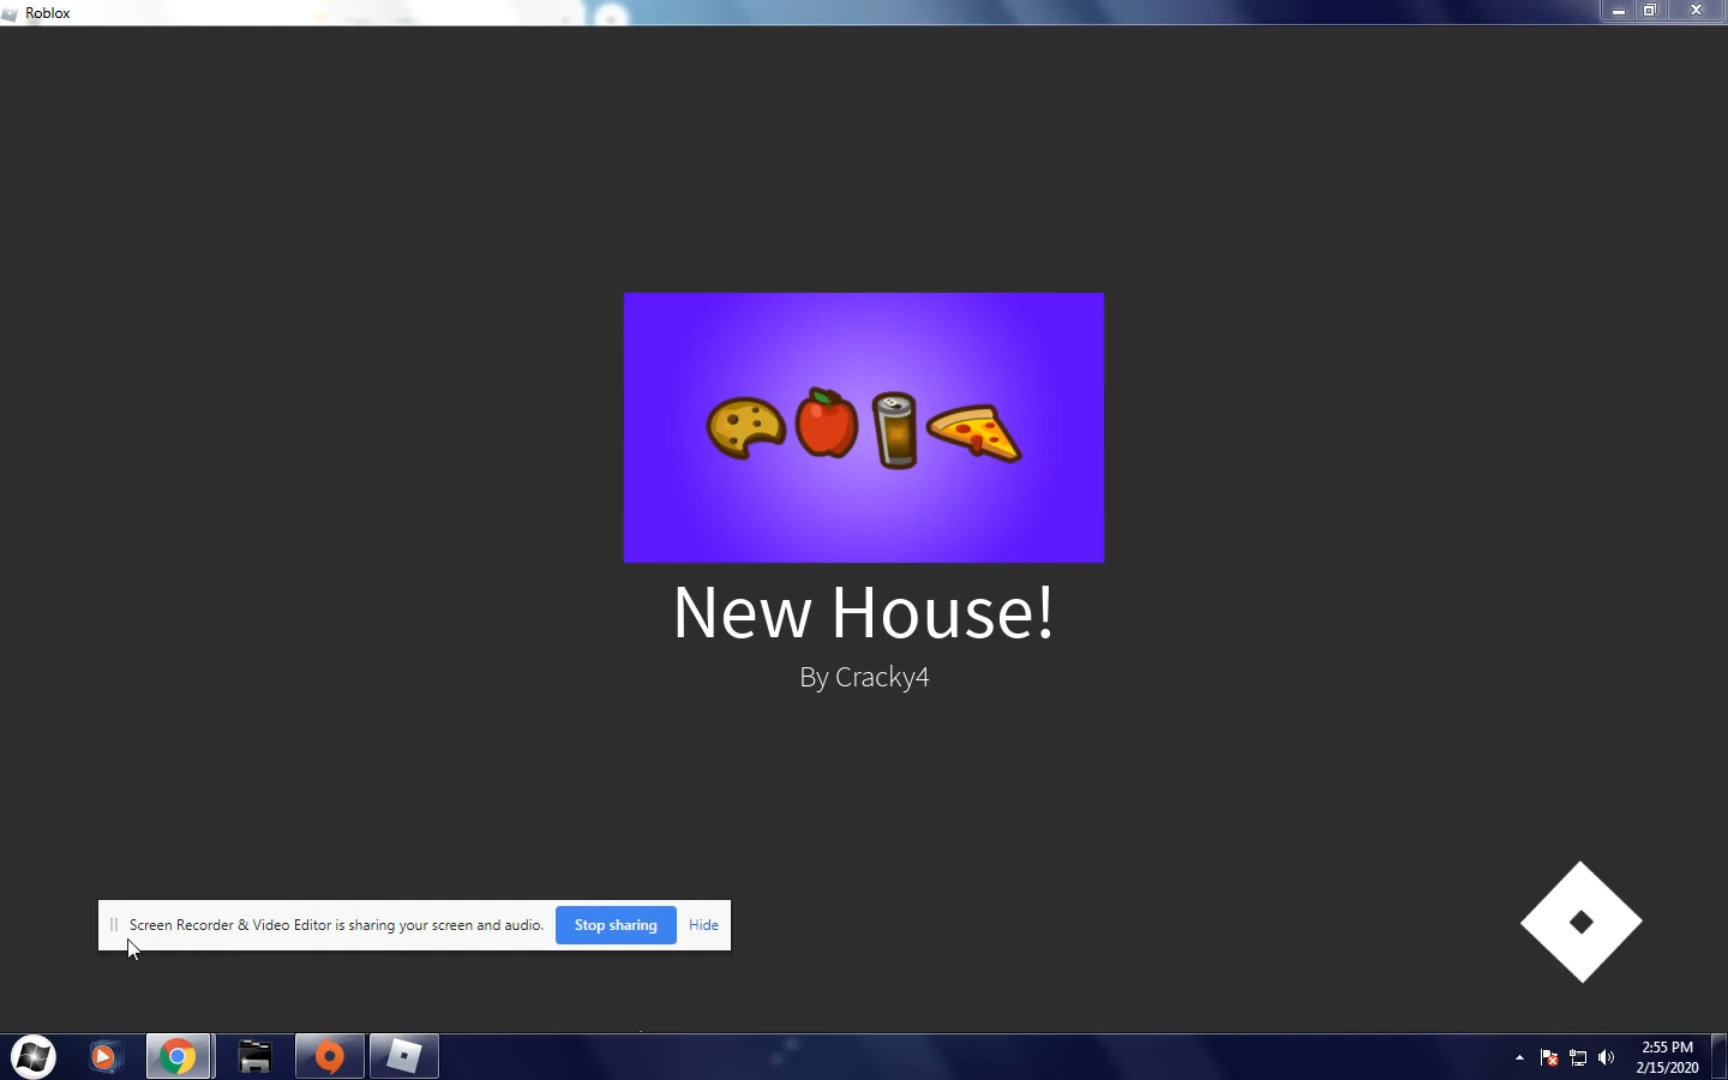 Roblox
New House!
By Cracky4
Screen Recorder & Video Editor is sharing your screen and audio.
Stop sharing
Hide
2:55 PM
2/15/2020